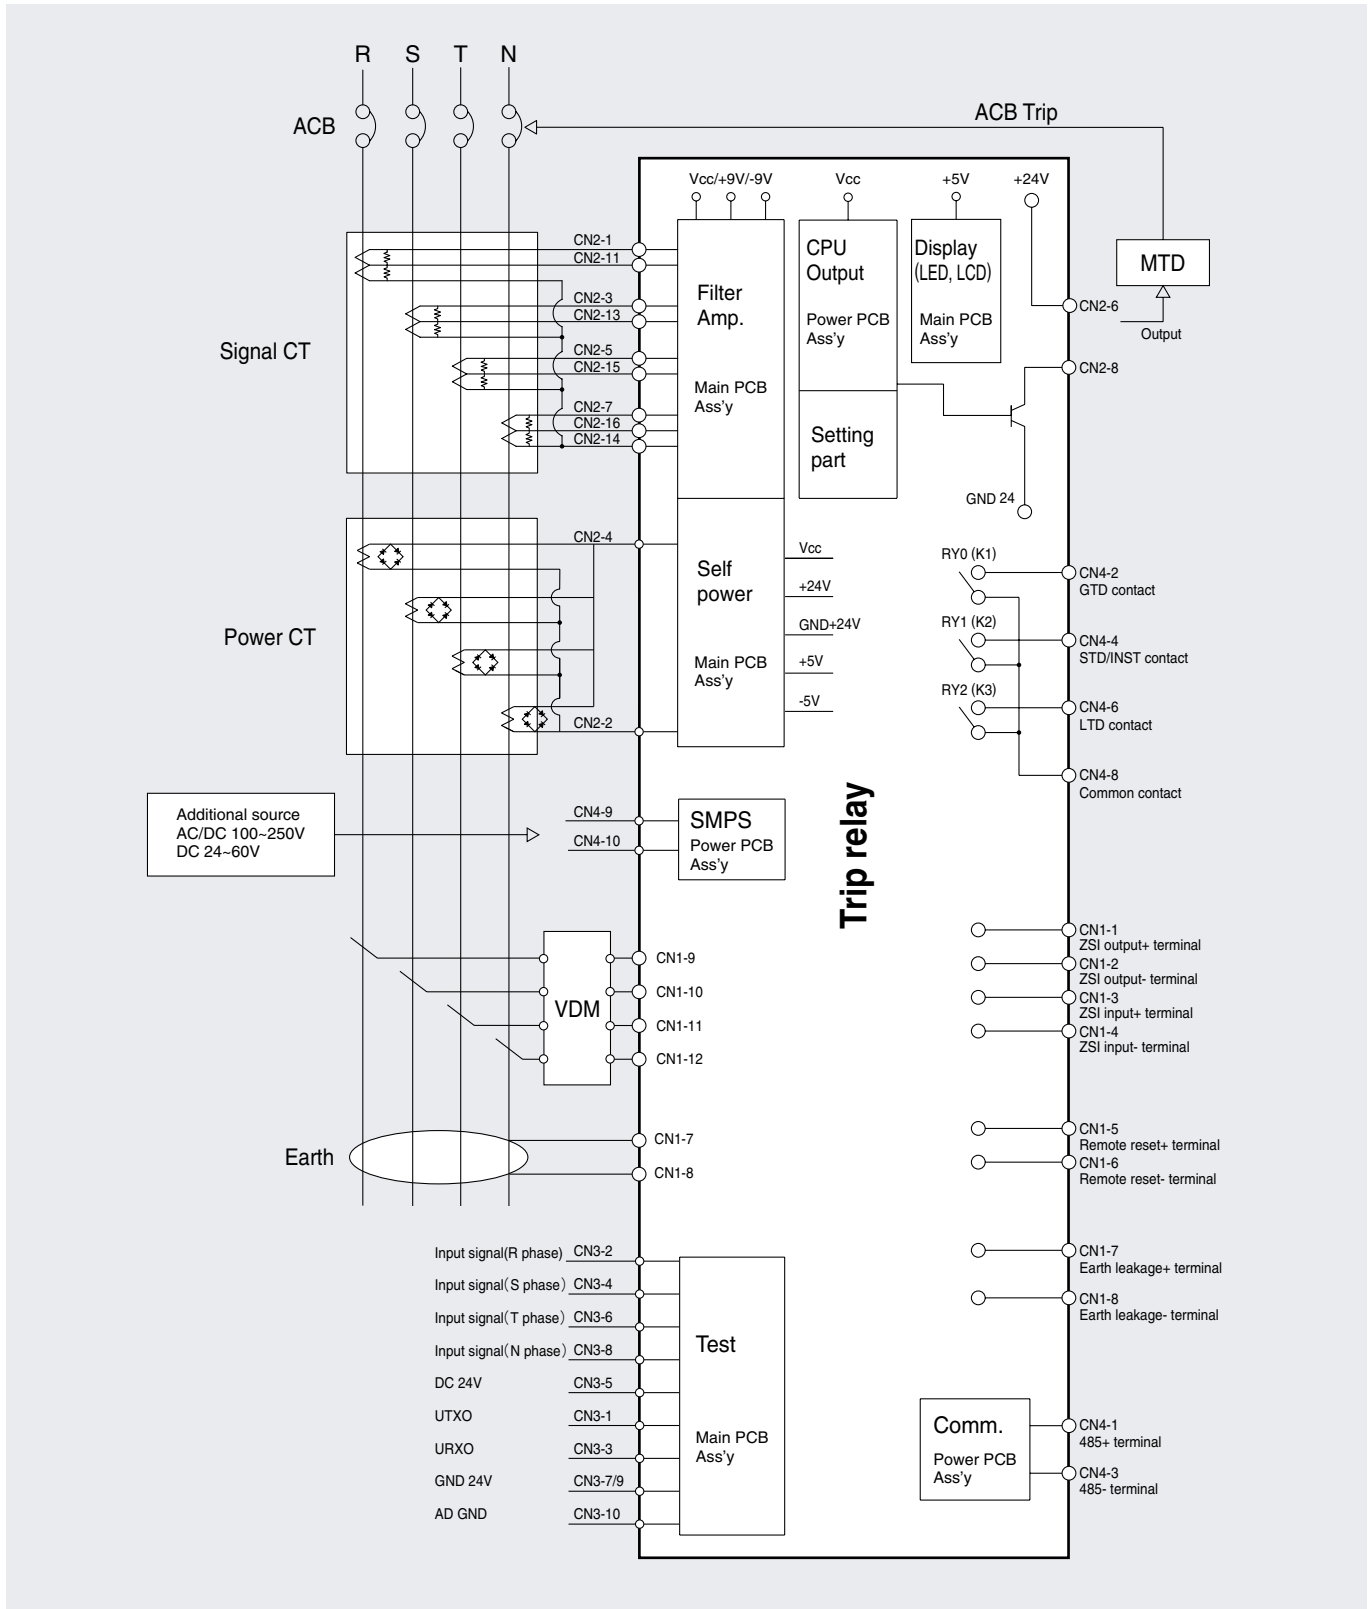 R S T N
ACB
ACB Trip
Vcc/+9V/-9V
Vcc
+5V
+24V
CN2-1
CN2-11
CN2-3
CN2-13
CN2-5
CN2-15
CN2-7
CN2-16
CN2-14
Signal CT
Filter
Amp.
Main PCB
Ass'y
CPU
Output
Power PCB
Ass'y
Setting
part
Display
(LED, LCD)
Main PCB
Ass'y
MTD
Output
CN2-6
CN2-8
GND 24
CN2-4
CN2-2
Power CT
Self
power
Main PCB
Ass'y
Vcc
+24V
GND+24V
+5V
-5V
RY0 (K1)
CN4-2
GTD contact
RY1 (K2)
CN4-4
STD/INST contact
RY2 (K3)
CN4-6
LTD contact
CN4-8
Common contact
Additional source
AC/DC 100~250V
DC 24~60V
CN4-9
CN4-10
SMPS
Power PCB
Ass'y
Trip relay
VDM
CN1-9
CN1-10
CN1-11
CN1-12
CN1-1
ZSI output+ terminal
CN1-2
ZSI output- terminal
CN1-3
ZSI input+ terminal
CN1-4
ZSI input- terminal
Earth
CN1-7
CN1-8
CN1-5
Remote reset+ terminal
CN1-6
Remote reset- terminal
CN1-7
Earth leakage+ terminal
CN1-8
Earth leakage- terminal
Input signal(R phase) CN3-2
Input signal(S phase) CN3-4
Input signal(T phase) CN3-6
Input signal(N phase) CN3-8
DC 24V CN3-5
UTXO CN3-1
URXO CN3-3
GND 24V CN3-7/9
AD GND CN3-10
Test
Main PCB
Ass'y
Comm.
Power PCB
Ass'y
CN4-1
485+ terminal
CN4-3
485- terminal